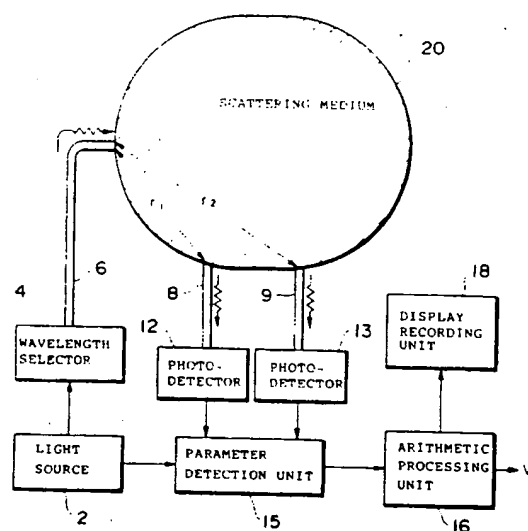 20
SCATTERING MEDIUM
r1
r2
6
4
8
9
18
12
13
WAVELENGTH
SELECTOR
PHOTO-
DETECTOR
PHOTO-
DETECTOR
DISPLAY
RECORDING
UNIT
LIGHT
SOURCE
PARAMETER
DETECTION UNIT
ARITHMETIC
PROCESSING
UNIT
2
15
16